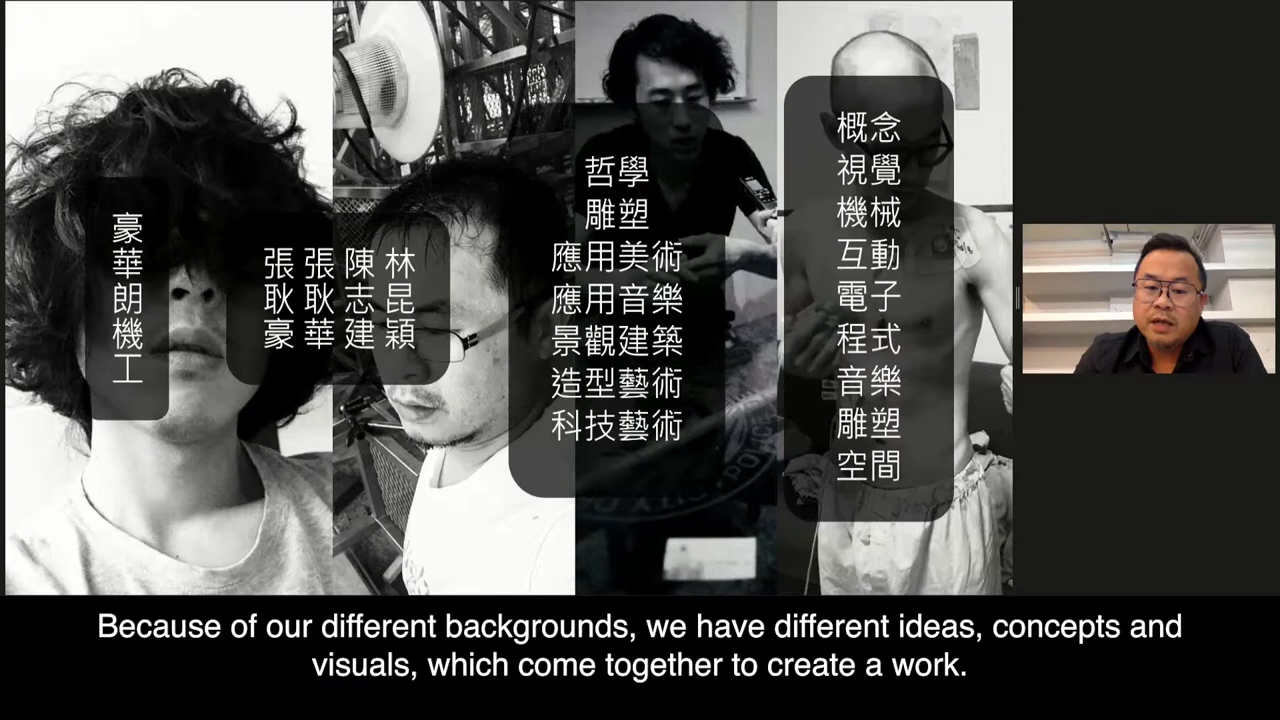 豪華朗機工
張耿豪
張耿華
陳志建
林昆穎
哲學
雕塑
應用美術
應用音樂
景觀建築
造型藝術
科技藝術
概念
視覺
機械
互動
電子
程式
音樂
雕塑
空間
Because of our different backgrounds, we have different ideas, concepts and
visuals, which come together to create a work.